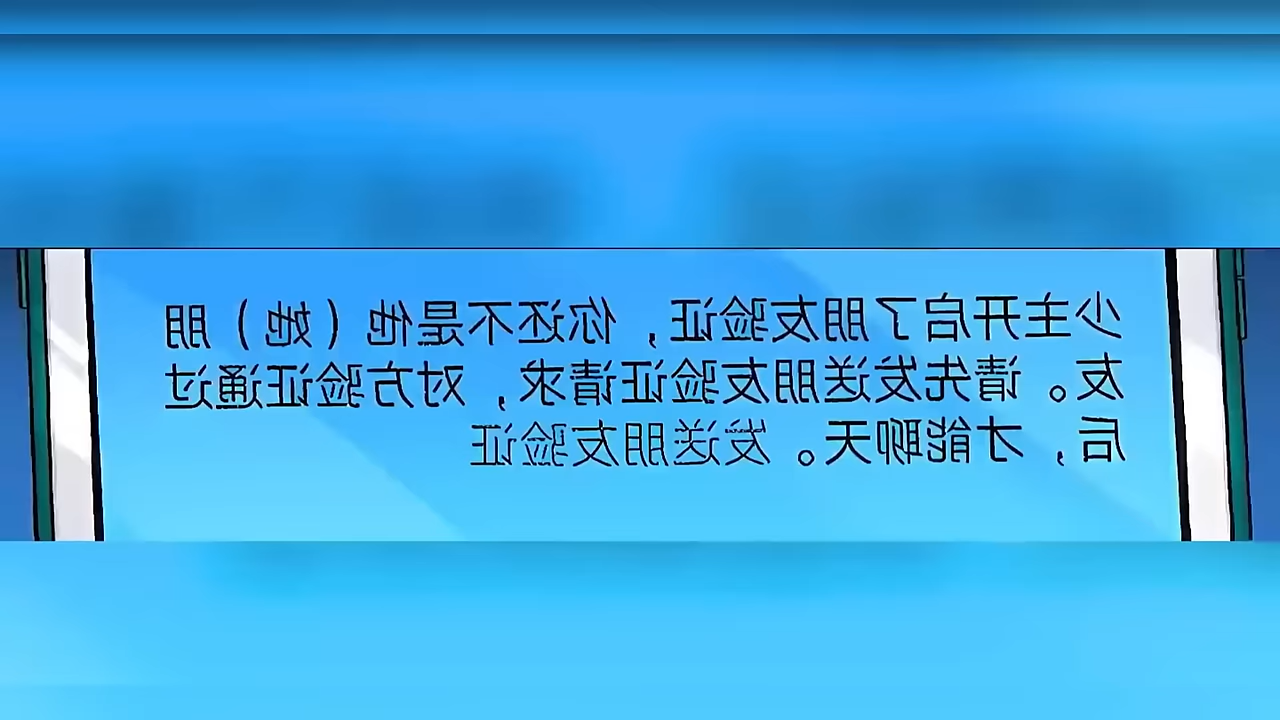 少主开启了朋友验证，你还不是他（她）朋
友。请先发送朋友验证请求，对方验证通过
后，才能聊天。发送朋友验证